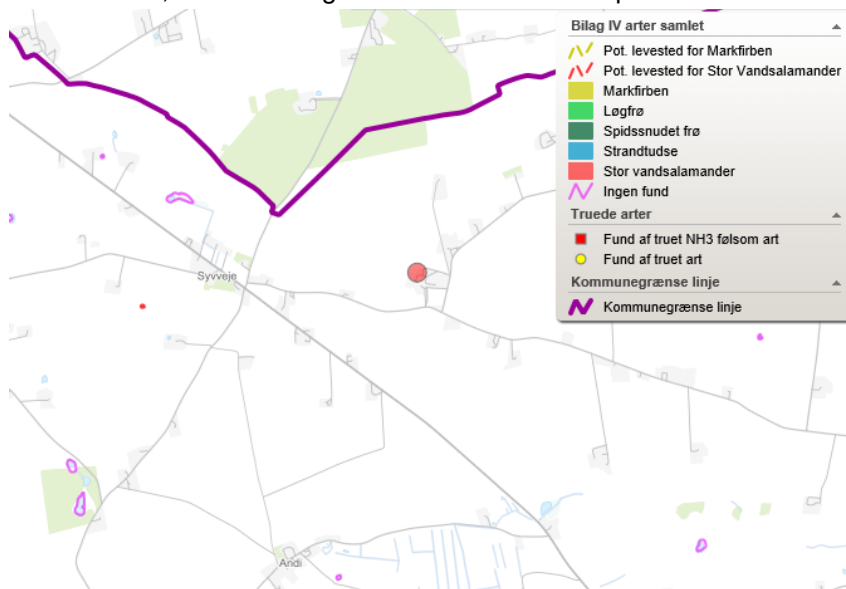 Bilag IV arter samlet
Pot. levested for Markfirben
Pot. levested for Stor Vandsalamander
Markfirben
Løgfrø
Spidssnudet frø
Strandtudse
Stor vandsalamander
Ingen fund
Truede arter
Fund af truet NH3 følsom art
Fund af truet art
Kommunegrænse linje
Kommunegrænse linje
Syvveje
Andi